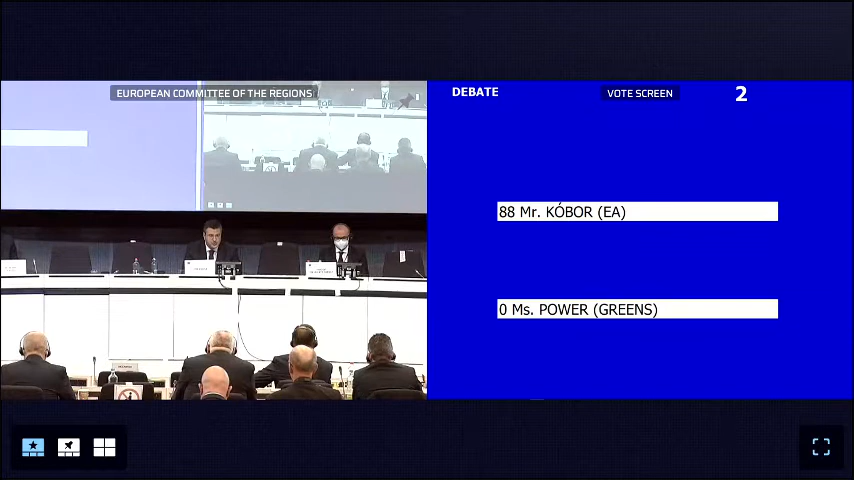 EUROPEAN COMMITTEE OF THE REGIONS
DEBATE
VOTE SCREEN
2
88 Mr. KÓBOR (EA)
0 Ms. POWER (GREENS)